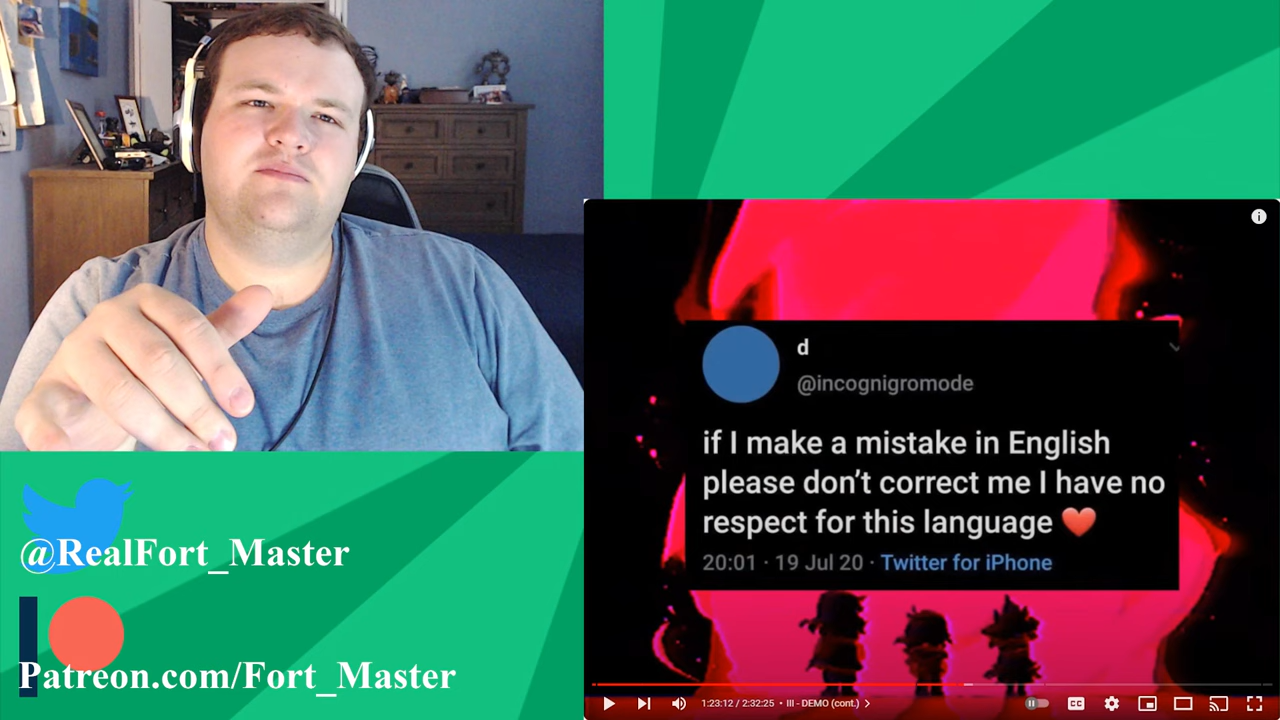 d
@incognigromode
if I make a mistake in English
please don't correct me I have no
respect for this language ❤️
20:01 · 19 Jul 20 · Twitter for iPhone
@RealFort_Master
Patreon.com/Fort_Master
1:23:12 / 2:32:25 • III - DEMO (cont.)
CC